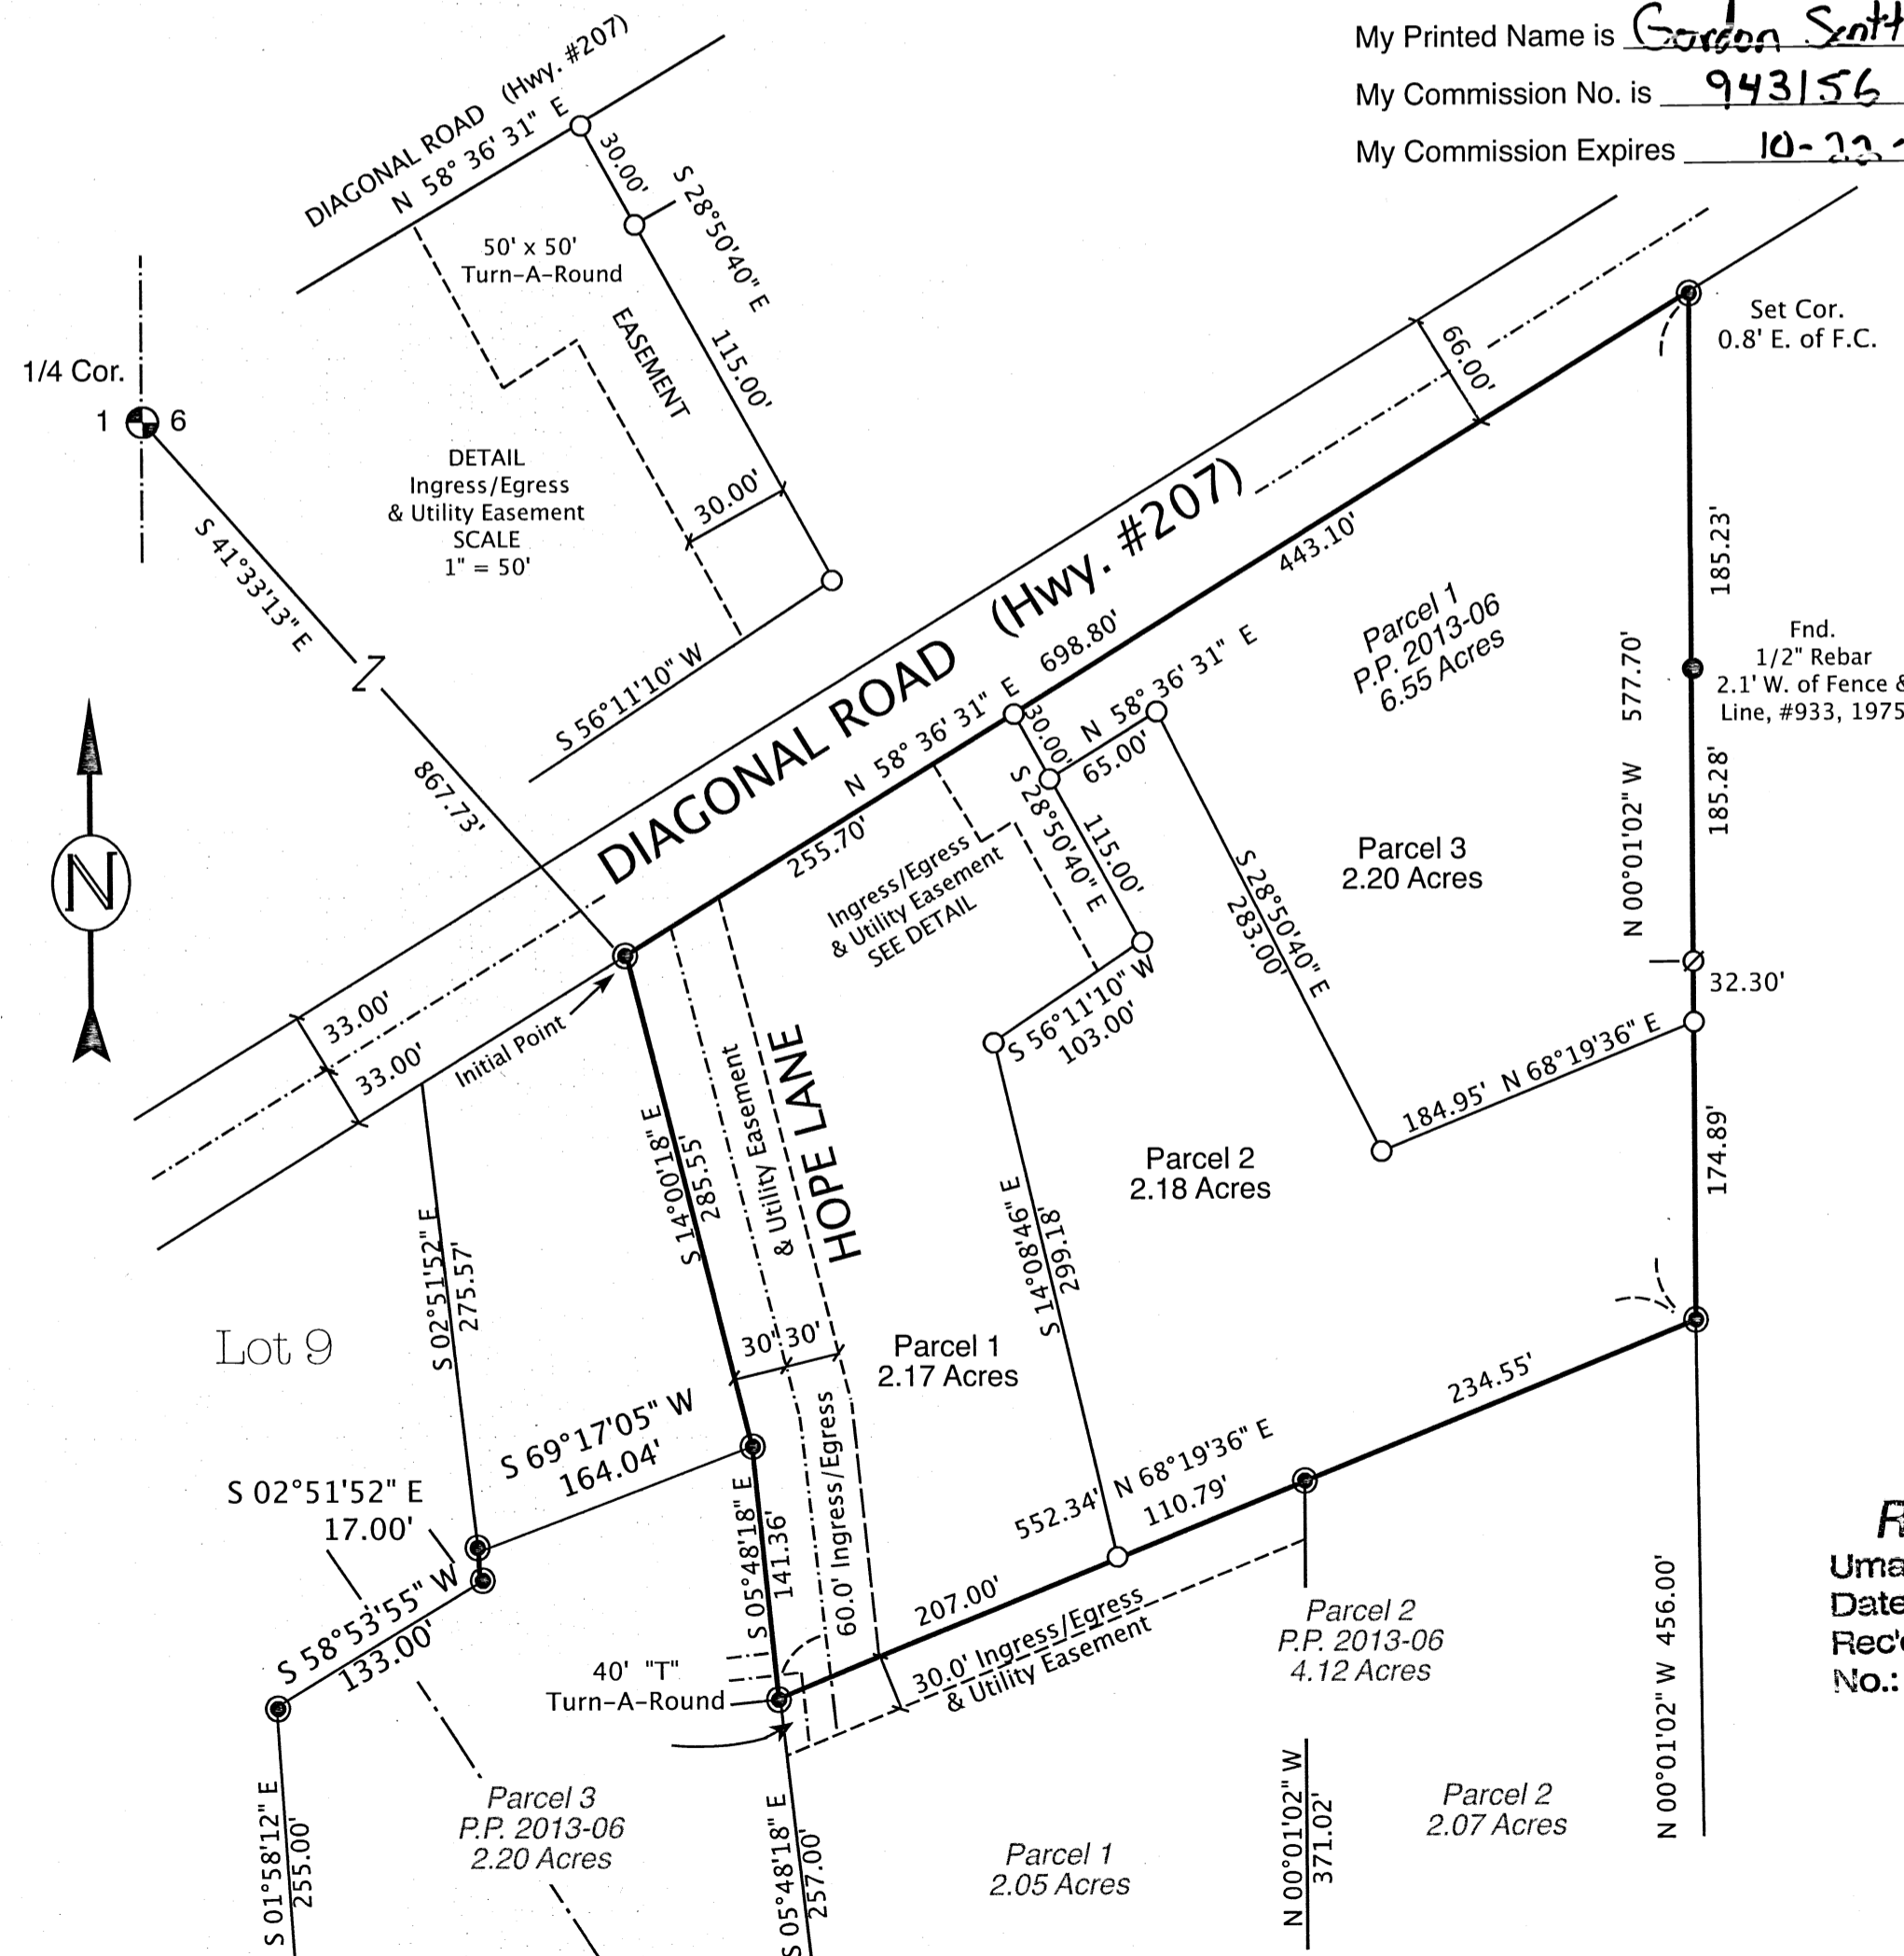 My Printed Name is Gordon
My Commission No. is 943156
My Commission Expires 10-22-
DIAGONAL ROAD (Hwy. #207)
N 58° 36' 31" E
30.00'
S 28°50'40" E
50' x 50'
Turn-A-Round
EASEMENT
115.00'
30.00'
DETAIL
Ingress/Egress
& Utility Easement
SCALE
1" = 50'
S 56°11'10" W
1/4 Cor.
1 6
S 41°33'13" E
867.73'
N
Set Cor.
0.8' E. of F.C.
66.00'
DIAGONAL ROAD (Hwy. #207)
443.10'
698.80'
N 58° 36' 31" E
255.70'
185.23'
Parcel 1
P.P. 2013-06
6.55 Acres
N 00°01'02" W 577.70'
Fnd.
1/2" Rebar
2.1' W. of Fence &
Line, #933, 1975
185.28'
30.00'
N 58° 36' 31" E
65.00'
S 28°50'40" E
115.00'
Ingress/Egress
& Utility Easement
SEE DETAIL
S 28°50'40" E
283.00'
Parcel 3
2.20 Acres
32.30'
33.00'
33.00'
Initial Point
S 56°11'10" W
103.00'
184.95' N 68°19'36" E
174.89'
S 14°00'18" E
285.55'
& Utility Easement
HOPE LANE
Parcel 2
2.18 Acres
S 14°08'46" E
299.18'
S 02°51'52" E
275.57'
Lot 9
30' 30'
Parcel 1
2.17 Acres
234.55'
S 69°17'05" W
164.04'
S 02°51'52" E
17.00'
S 05°48'18" E
141.36'
60.0' Ingress/Egress
552.34' N 68°19'36" E
110.79'
207.00'
S 58°53'55" W
133.00'
40' "T"
Turn-A-Round
30.0' Ingress/Egress
& Utility Easement
Parcel 2
P.P. 2013-06
4.12 Acres
N 00°01'02" W 456.00'
R
Uma
Date
Rec'
No.:
S 01°58'12" E
255.00'
Parcel 3
P.P. 2013-06
2.20 Acres
S 05°48'18" E
257.00'
Parcel 1
2.05 Acres
N 00°01'02" W
371.02'
Parcel 2
2.07 Acres